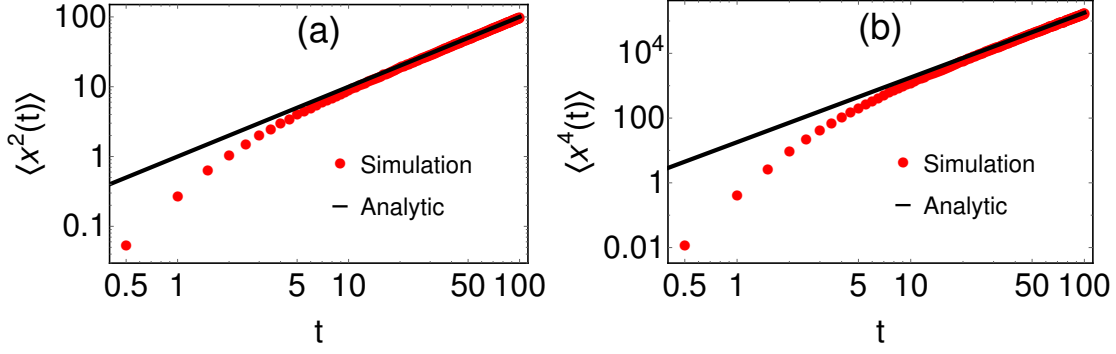 (a)
⟨x²(t)⟩
100
10
1
0.1
Simulation
Analytic
0.5 1 5 10 50 100
t
(b)
⟨x⁴(t)⟩
10⁴
100
1
0.01
Simulation
Analytic
0.5 1 5 10 50 100
t